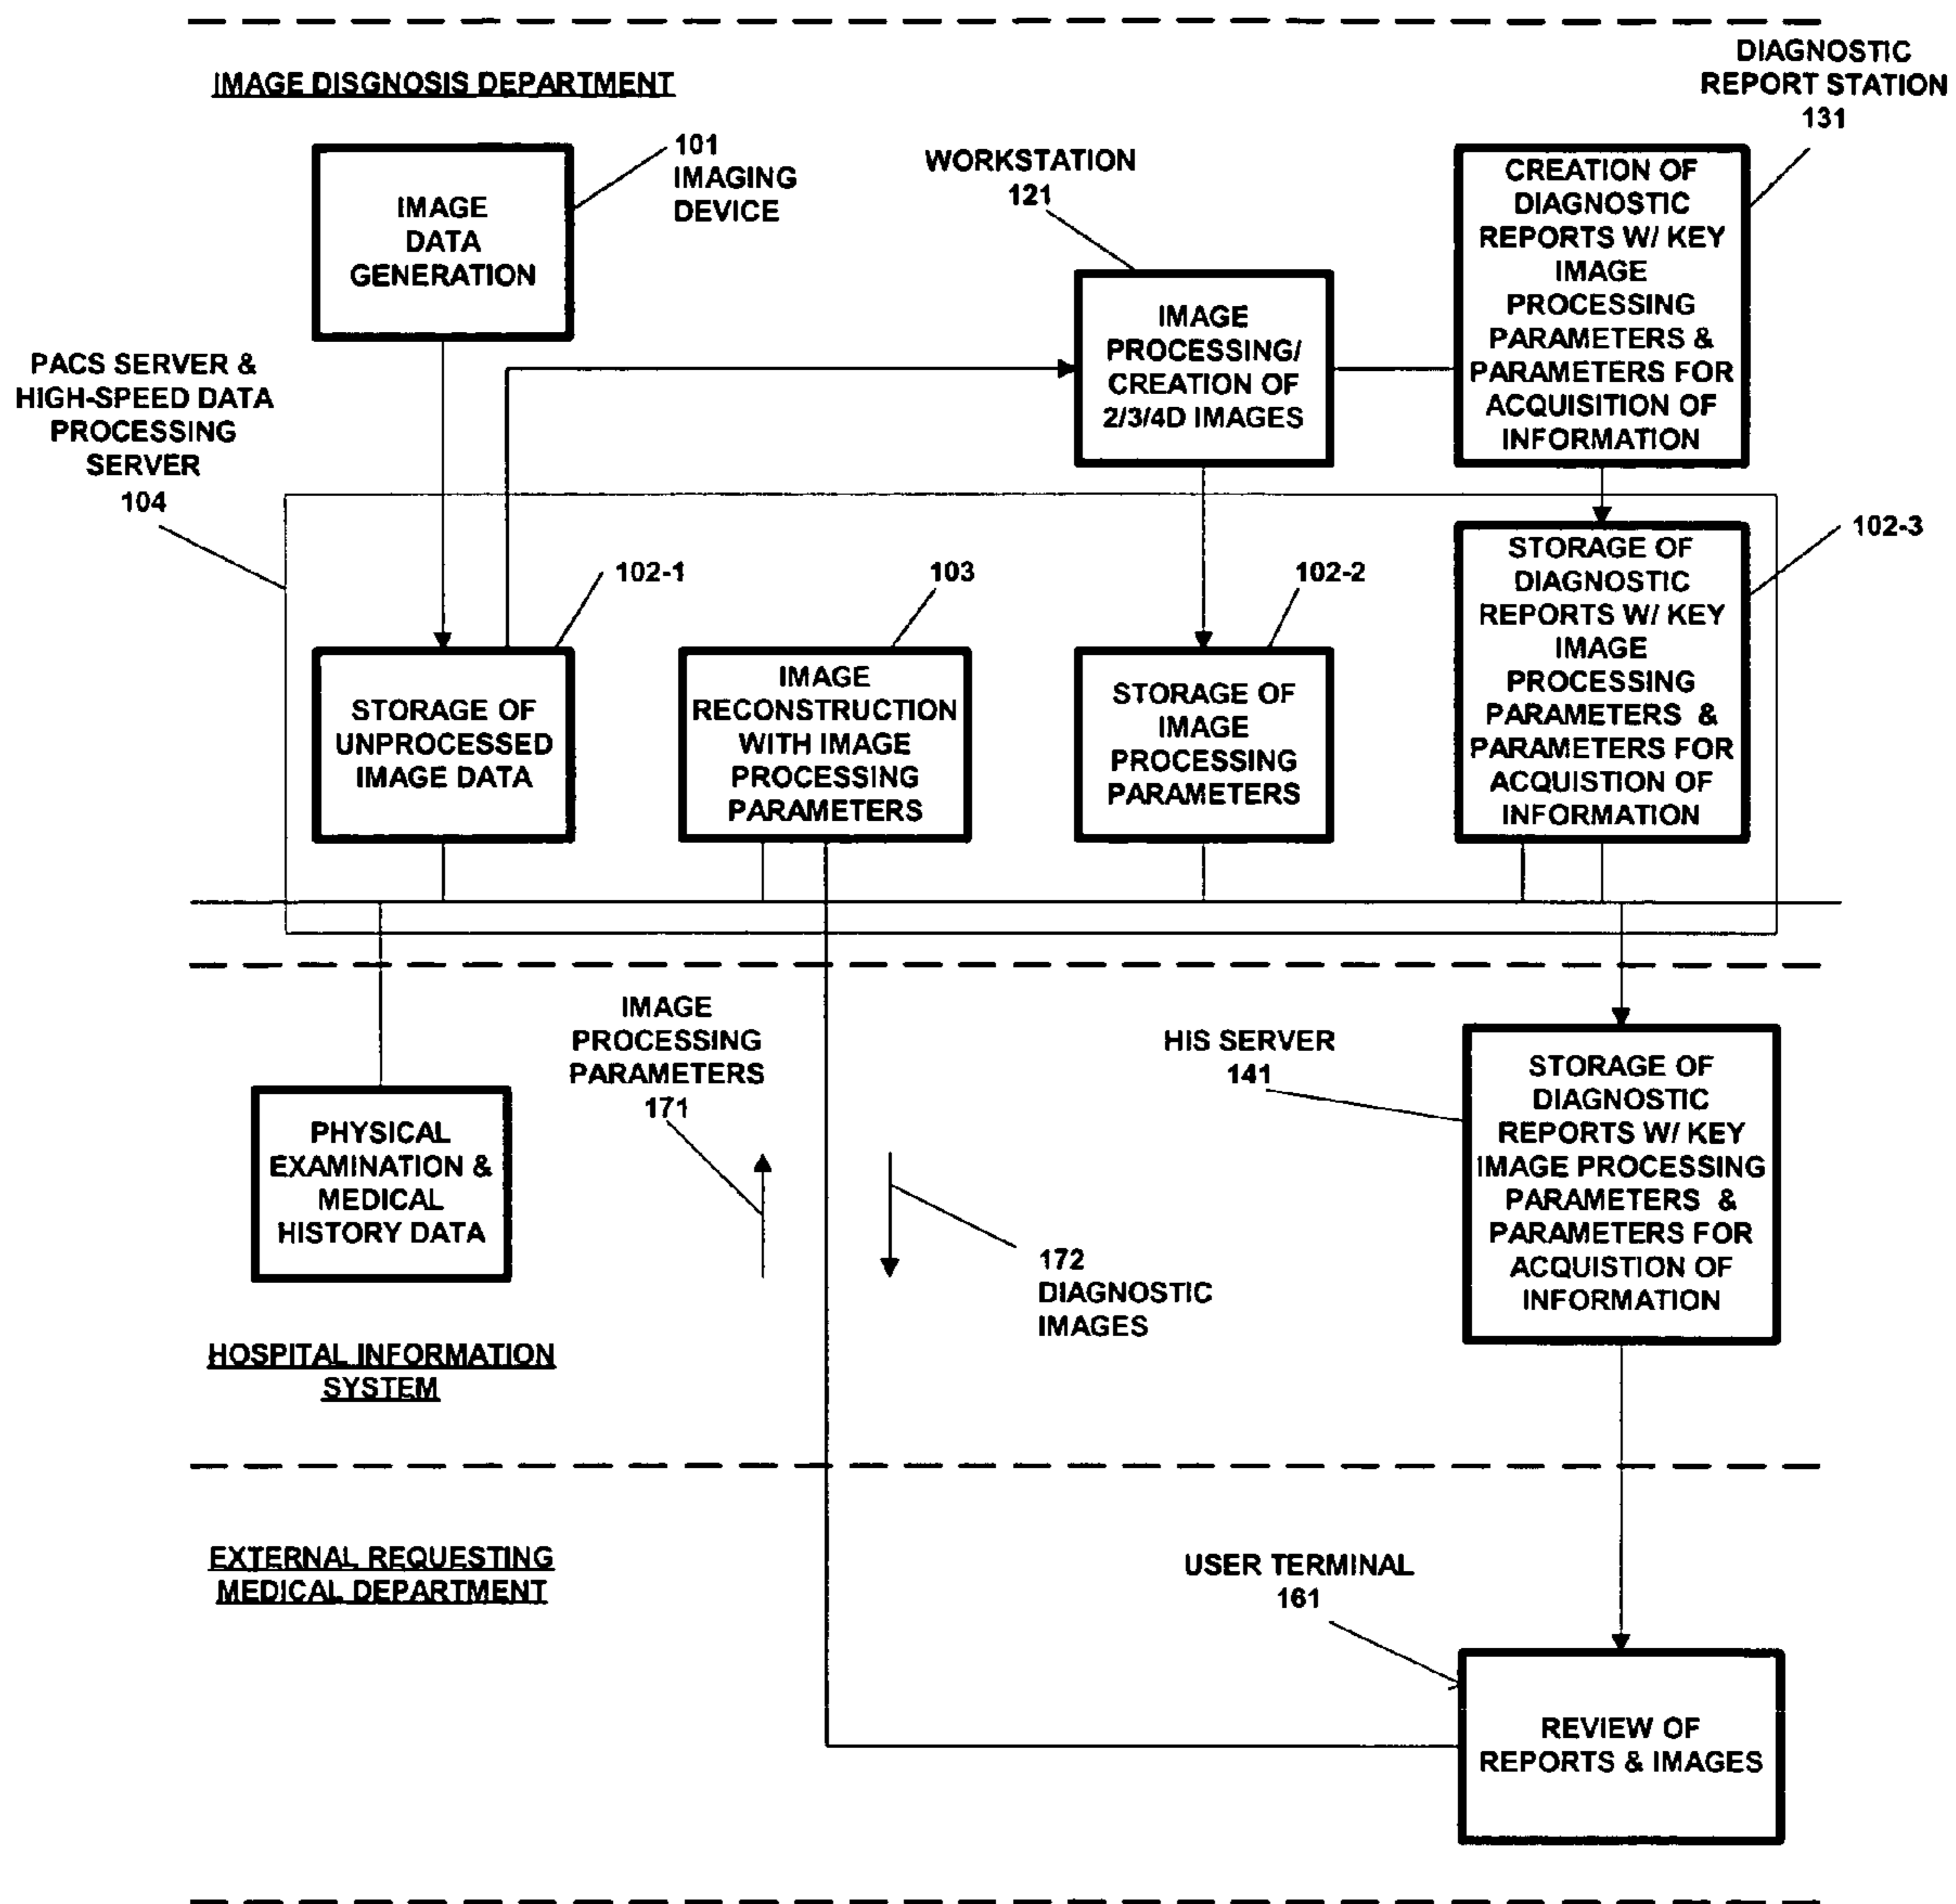 IMAGE DISGNOSIS DEPARTMENT
DIAGNOSTIC
REPORT STATION
131
101
IMAGING
DEVICE
IMAGE
DATA
GENERATION
WORKSTATION
121
CREATION OF
DIAGNOSTIC
REPORTS W/ KEY
IMAGE
PROCESSING
PARAMETERS &
PARAMETERS FOR
ACQUISITION OF
INFORMATION
IMAGE
PROCESSING/
CREATION OF
2/3/4D IMAGES
PACS SERVER &
HIGH-SPEED DATA
PROCESSING
SERVER
104
102-1
103
102-2
102-3
STORAGE OF
UNPROCESSED
IMAGE DATA
IMAGE
RECONSTRUCTION
WITH IMAGE
PROCESSING
PARAMETERS
STORAGE OF
IMAGE
PROCESSING
PARAMETERS
STORAGE OF
DIAGNOSTIC
REPORTS W/ KEY
IMAGE
PROCESSING
PARAMETERS &
PARAMETERS FOR
ACQUISTION OF
INFORMATION
IMAGE
PROCESSING
PARAMETERS
171
HIS SERVER
141
STORAGE OF
DIAGNOSTIC
REPORTS W/ KEY
IMAGE PROCESSING
PARAMETERS &
PARAMETERS FOR
ACQUISTION OF
INFORMATION
PHYSICAL
EXAMINATION &
MEDICAL
HISTORY DATA
172
DIAGNOSTIC
IMAGES
HOSPITAL INFORMATION
SYSTEM
EXTERNAL REQUESTING
MEDICAL DEPARTMENT
USER TERMINAL
161
REVIEW OF
REPORTS & IMAGES